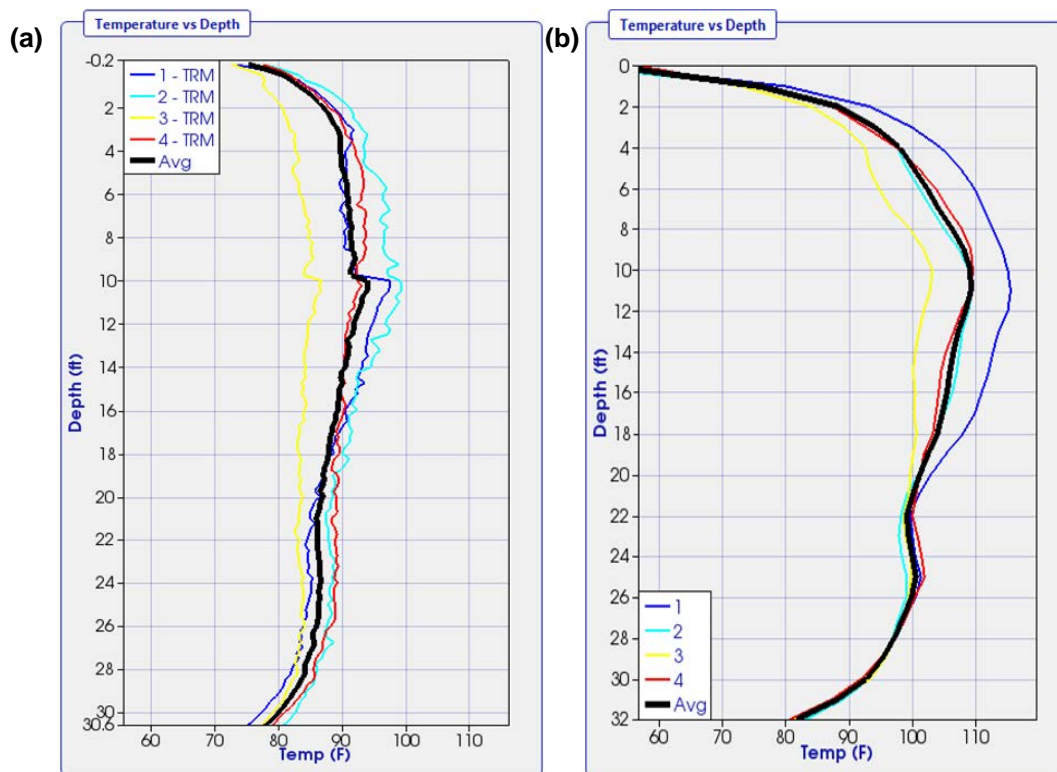 (a)
Temperature vs Depth
-0.2
2
4
6
8
10
12
14
16
18
20
22
24
26
28
30.0
30.6
Depth (ft)
1 - TRM
2 - TRM
3 - TRM
4 - TRM
Avg
60 70 80 90 100 110
Temp (F)
(b)
Temperature vs Depth
0
2
4
6
8
10
12
14
16
18
20
22
24
26
28
30
32
Depth (ft)
1
2
3
4
Avg
60 70 80 90 100 110
Temp (F)